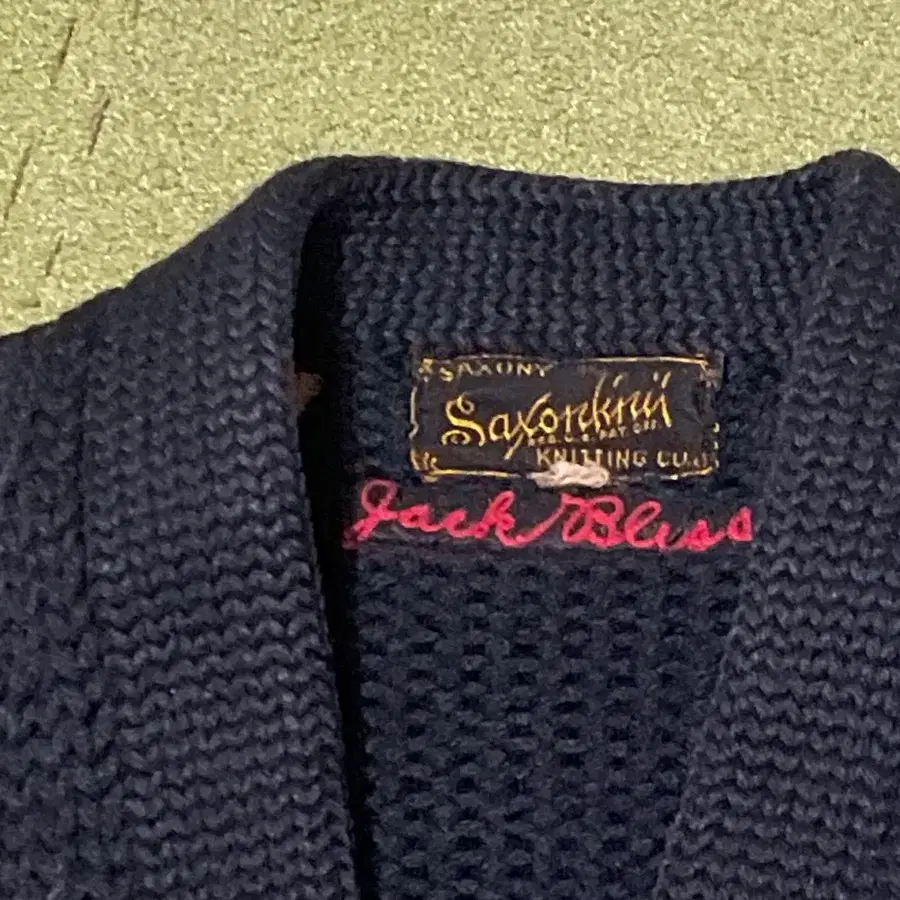 SAXONY
Saxonknit
REG. U.S. PAT. OFF.
KNITTING CO.
Jack Bliss